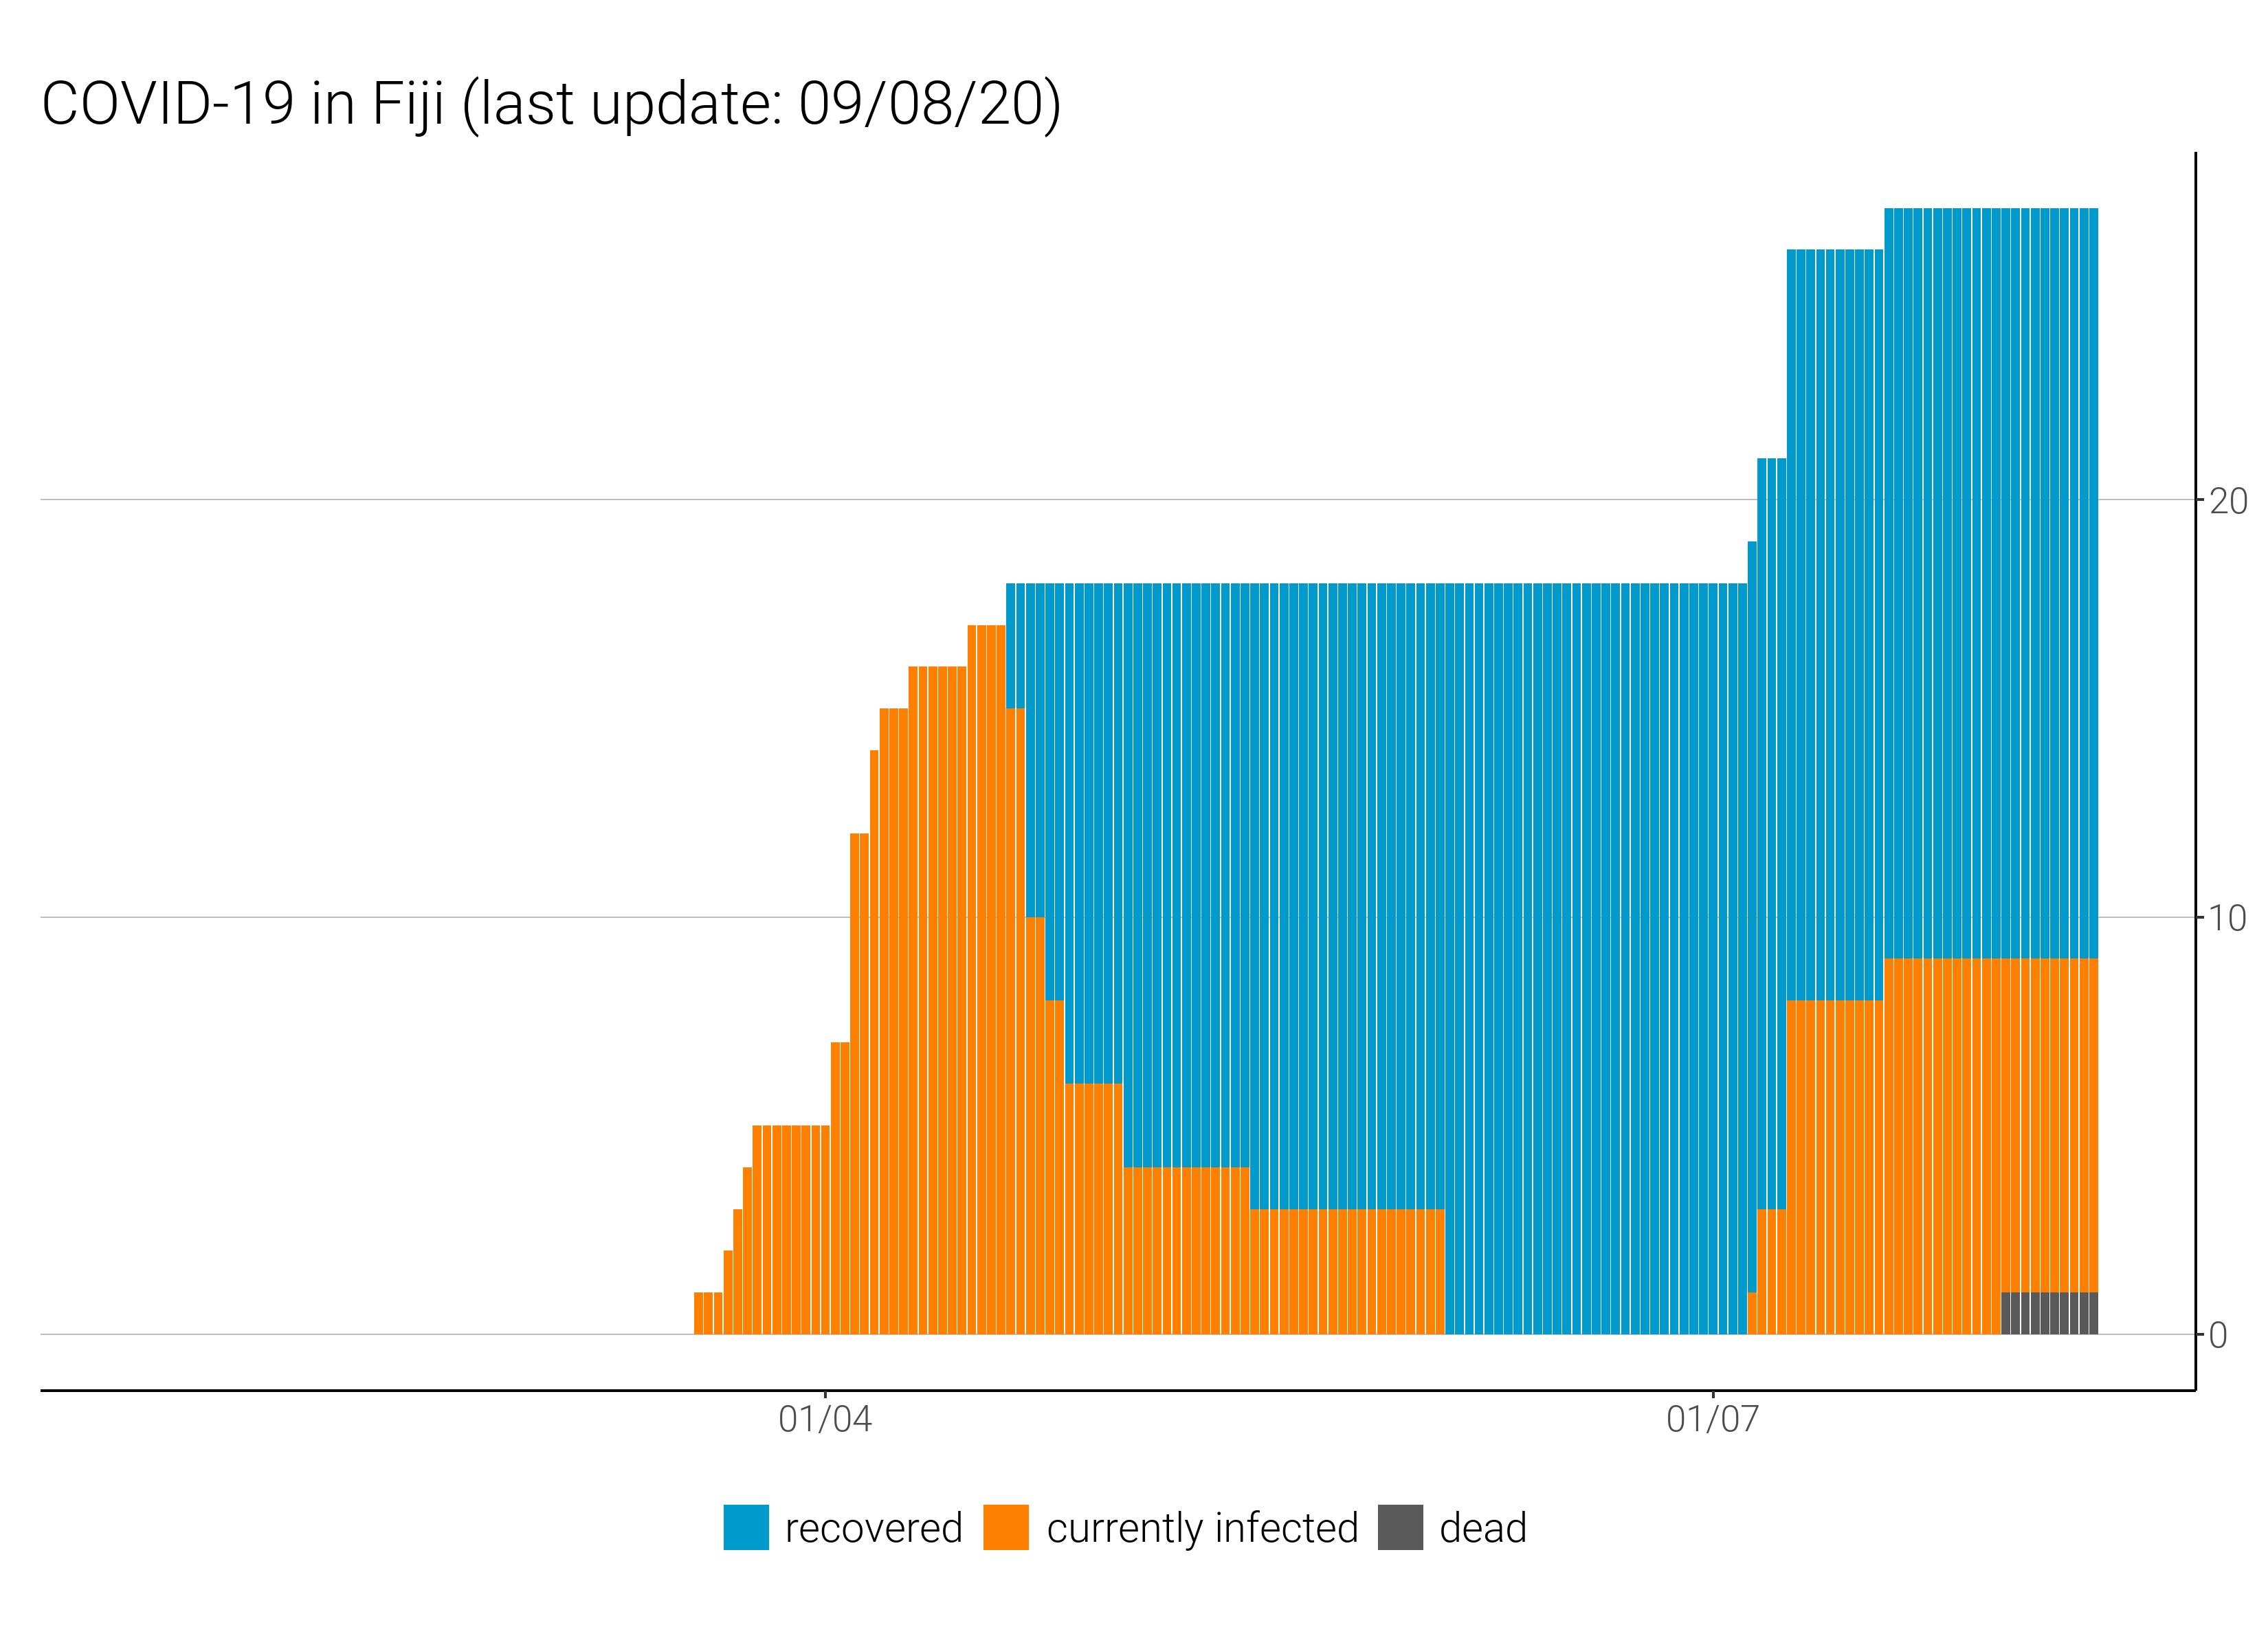 COVID-19 in Fiji (last update: 09/08/20)
20
10
0
01/04 01/07
recovered currently infected dead